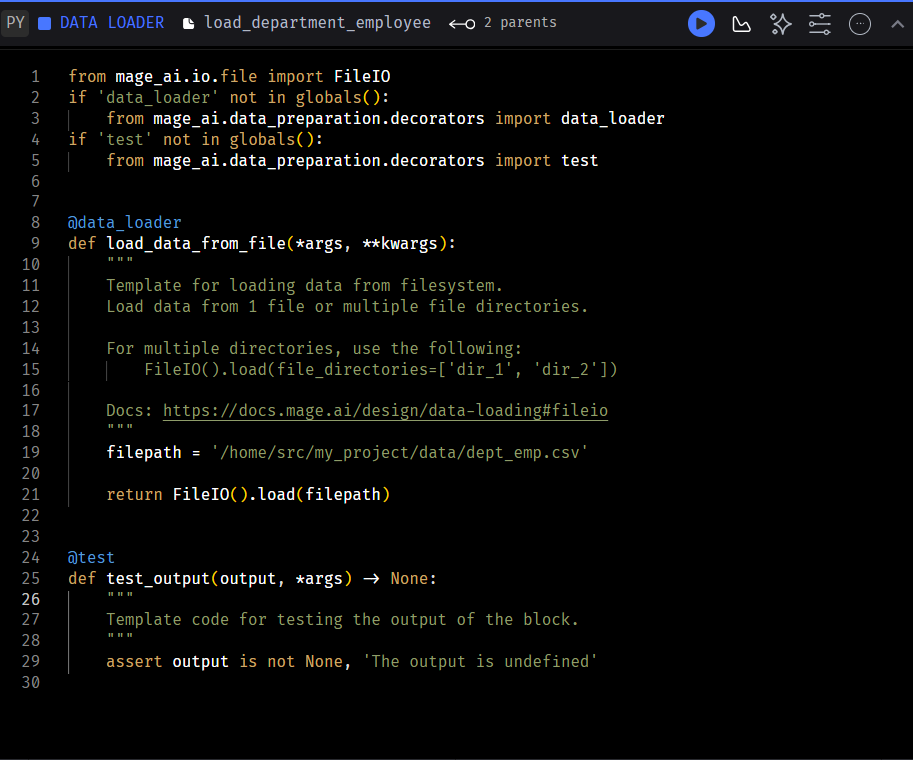 PY DATA LOADER load_department_employee 2 parents
1 from mage_ai.io.file import FileIO
2 if 'data_loader' not in globals():
3     from mage_ai.data_preparation.decorators import data_loader
4 if 'test' not in globals():
5     from mage_ai.data_preparation.decorators import test
6
7
8 @data_loader
9 def load_data_from_file(*args, **kwargs):
10     """
11     Template for loading data from filesystem.
12     Load data from 1 file or multiple file directories.
13
14     For multiple directories, use the following:
15         FileIO().load(file_directories=['dir_1', 'dir_2'])
16
17     Docs: https://docs.mage.ai/design/data-loading#fileio
18     """
19     filepath = '/home/src/my_project/data/dept_emp.csv'
20
21     return FileIO().load(filepath)
22
23
24 @test
25 def test_output(output, *args) -> None:
26     """
27     Template code for testing the output of the block.
28     """
29     assert output is not None, 'The output is undefined'
30